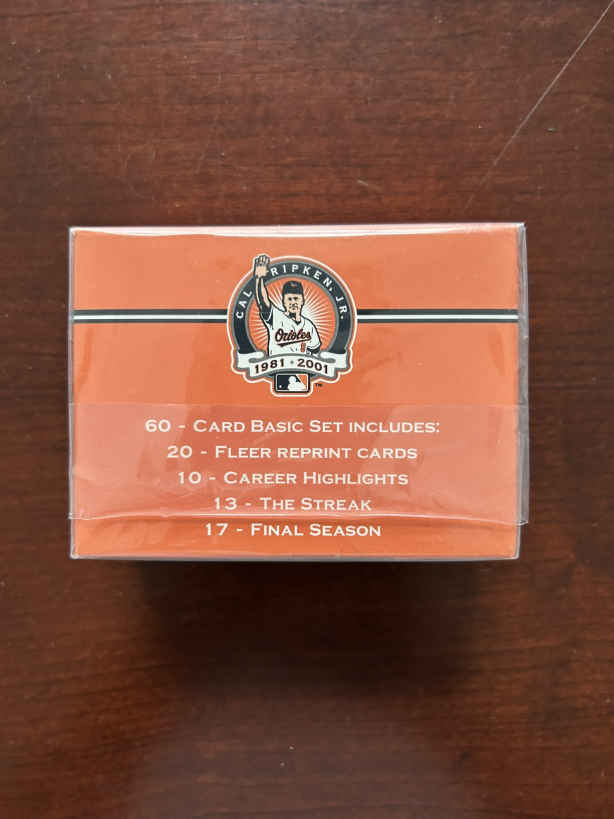 CAL RIPKEN, JR.
Orioles
1981 • 2001
TM
60 - CARD BASIC SET INCLUDES:
20 - FLEER REPRINT CARDS
10 - CAREER HIGHLIGHTS
13 - THE STREAK
17 - FINAL SEASON